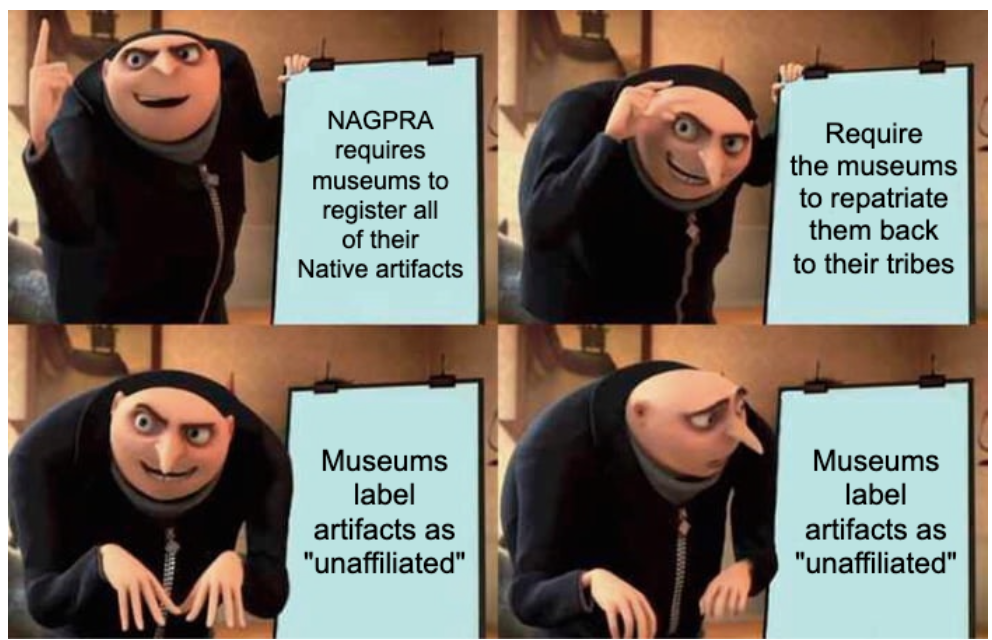 NAGPRA
requires
museums to
register all
of their
Native artifacts
Require
the museums
to repatriate
them back
to their tribes
Museums
label
artifacts as
"unaffiliated"
Museums
label
artifacts as
"unaffiliated"